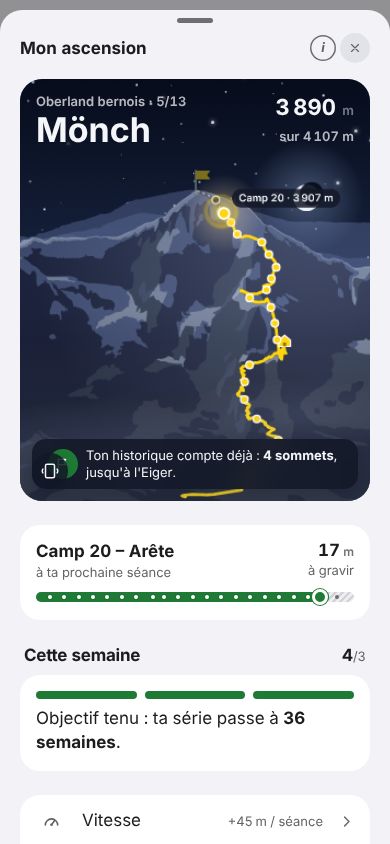 Mon ascension
Oberland bernois · 5/13
Mönch
3 890 m
sur 4 107 m
Camp 20 · 3 907 m
Ton historique compte déjà : 4 sommets,
jusqu'à l'Eiger.
Camp 20 – Arête
17 m
à ta prochaine séance
à gravir
Cette semaine
4/3
Objectif tenu : ta série passe à 36
semaines.
Vitesse
+45 m / séance